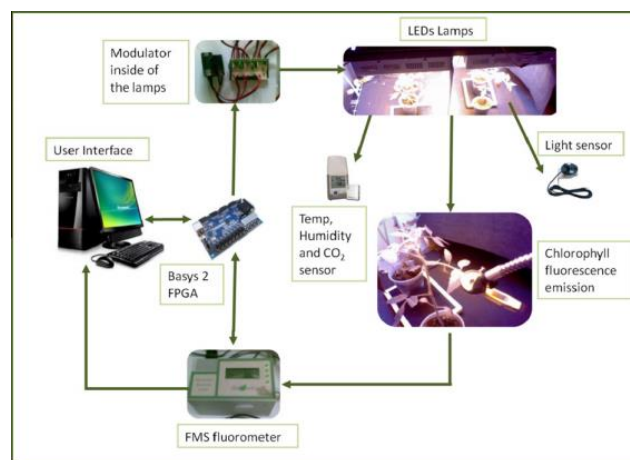 Modulator
inside of
the lamps
LEDs Lamps
User Interface
Light sensor
Temp,
Humidity
and CO₂
sensor
Basys 2
FPGA
Chlorophyll
fluorescence
emission
FMS fluorometer